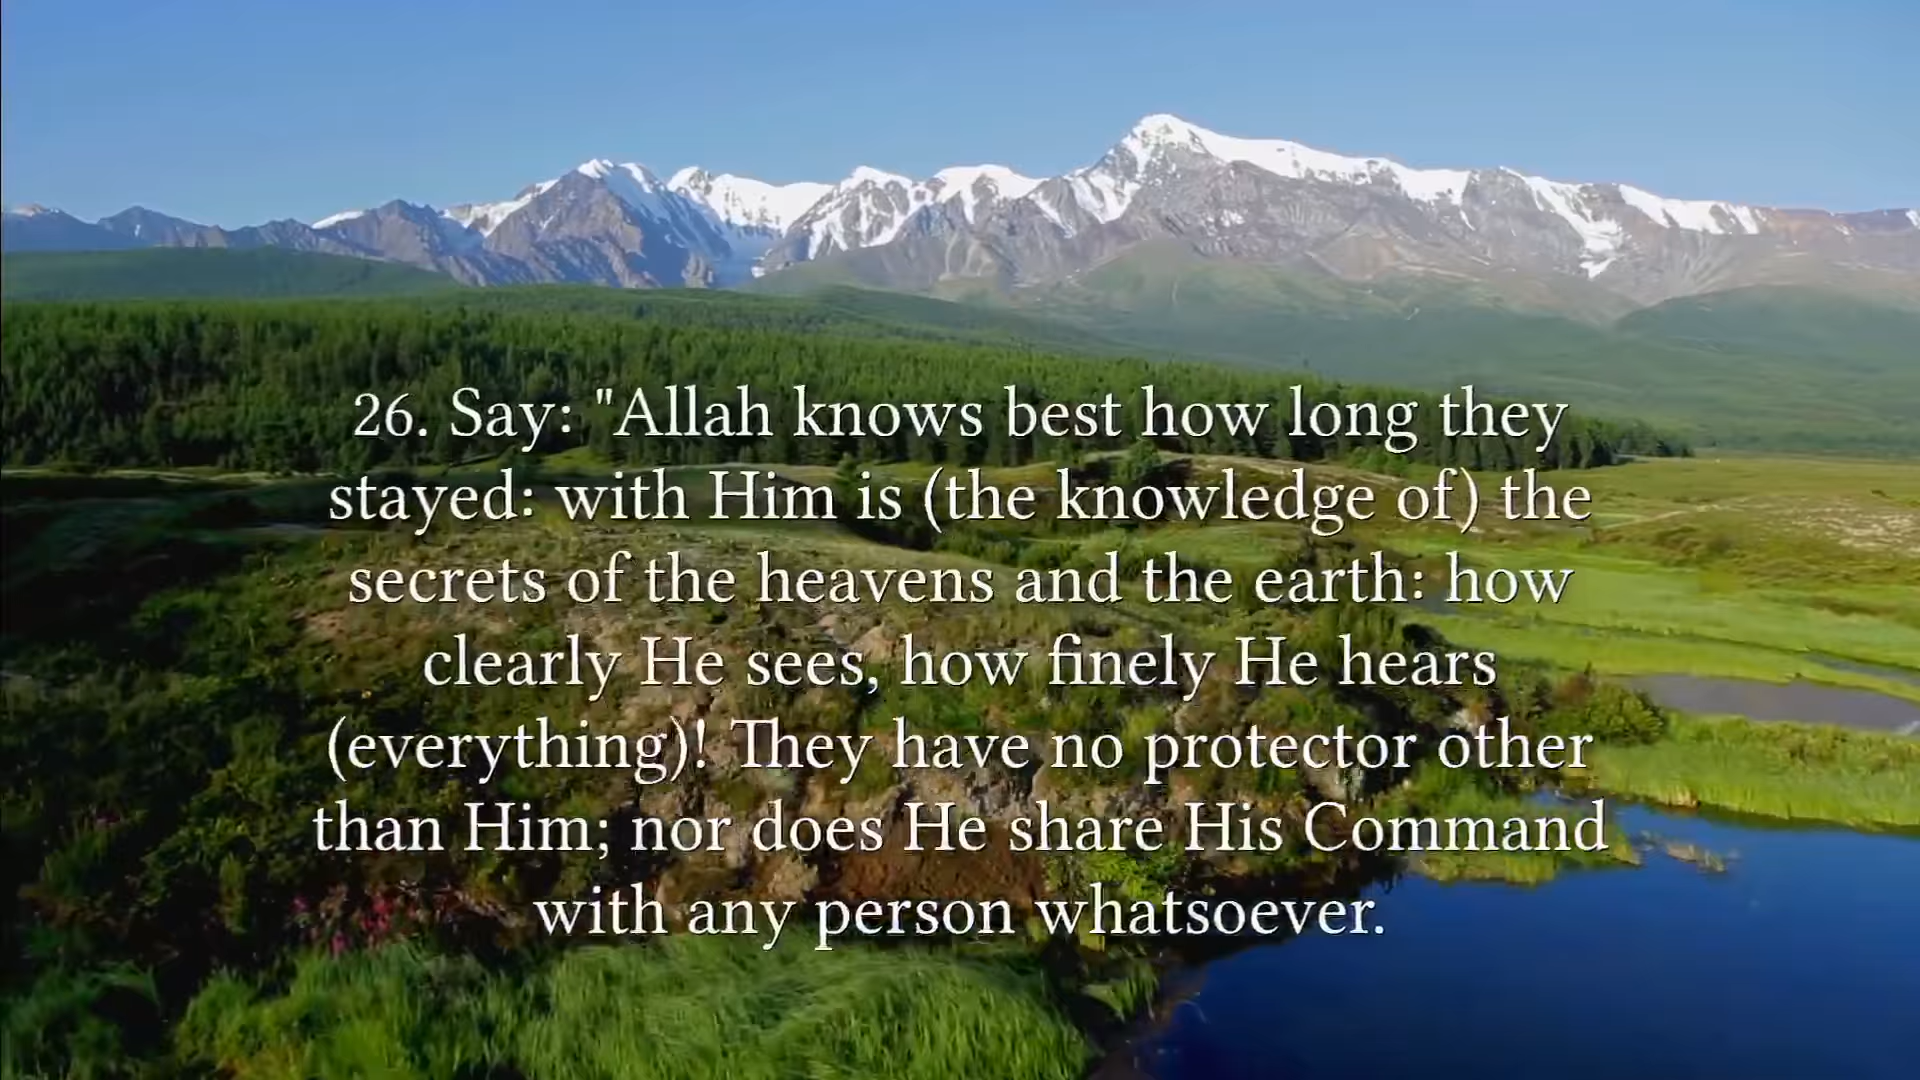 26. Say: "Allah knows best how long they
stayed: with Him is (the knowledge of) the
secrets of the heavens and the earth: how
clearly He sees, how finely He hears
(everything)! They have no protector other
than Him; nor does He share His Command
with any person whatsoever.